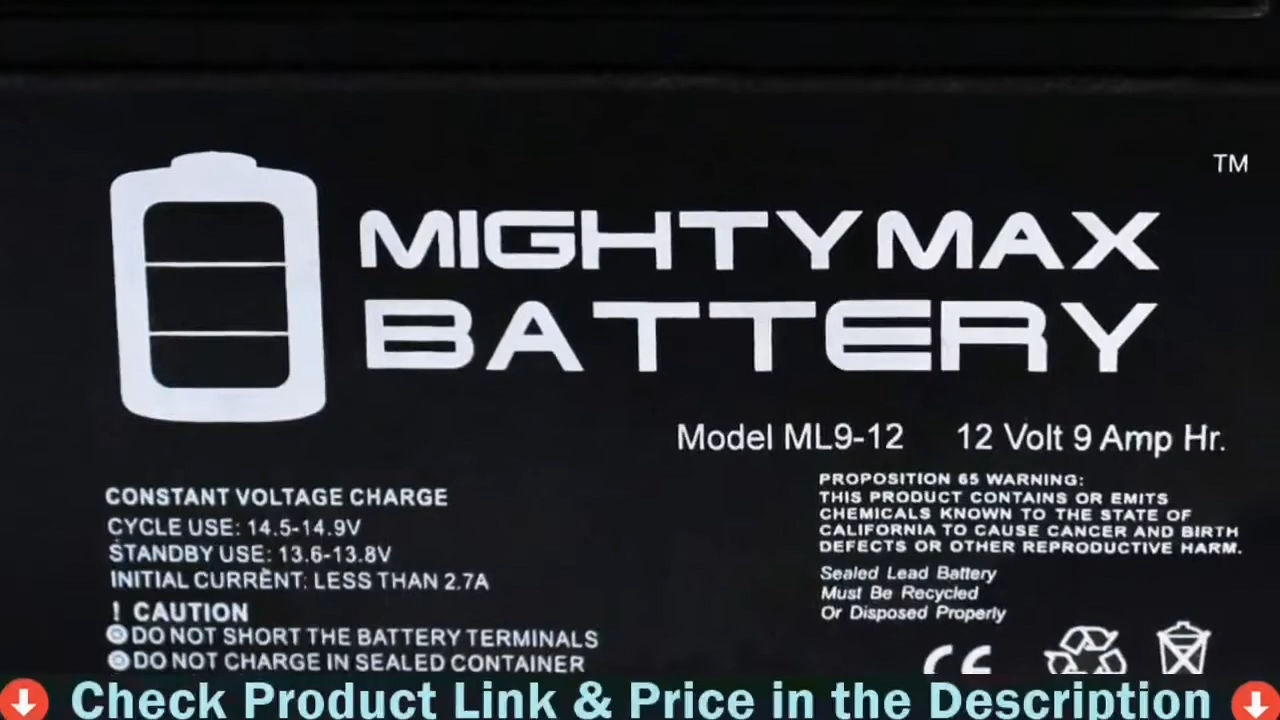 TM
MIGHTYMAX
BATTERY
Model ML9-12 12 Volt 9 Amp Hr.
CONSTANT VOLTAGE CHARGE
CYCLE USE: 14.5-14.9V
STANDBY USE: 13.6-13.8V
INITIAL CURRENT: LESS THAN 2.7A
! CAUTION
DO NOT SHORT THE BATTERY TERMINALS
DO NOT CHARGE IN SEALED CONTAINER
PROPOSITION 65 WARNING:
THIS PRODUCT CONTAINS OR EMITS
CHEMICALS KNOWN TO THE STATE OF
CALIFORNIA TO CAUSE CANCER AND BIRTH
DEFECTS OR OTHER REPRODUCTIVE HARM.
Sealed Lead Battery
Must Be Recycled
Or Disposed Properly
CE
Check Product Link & Price in the Description